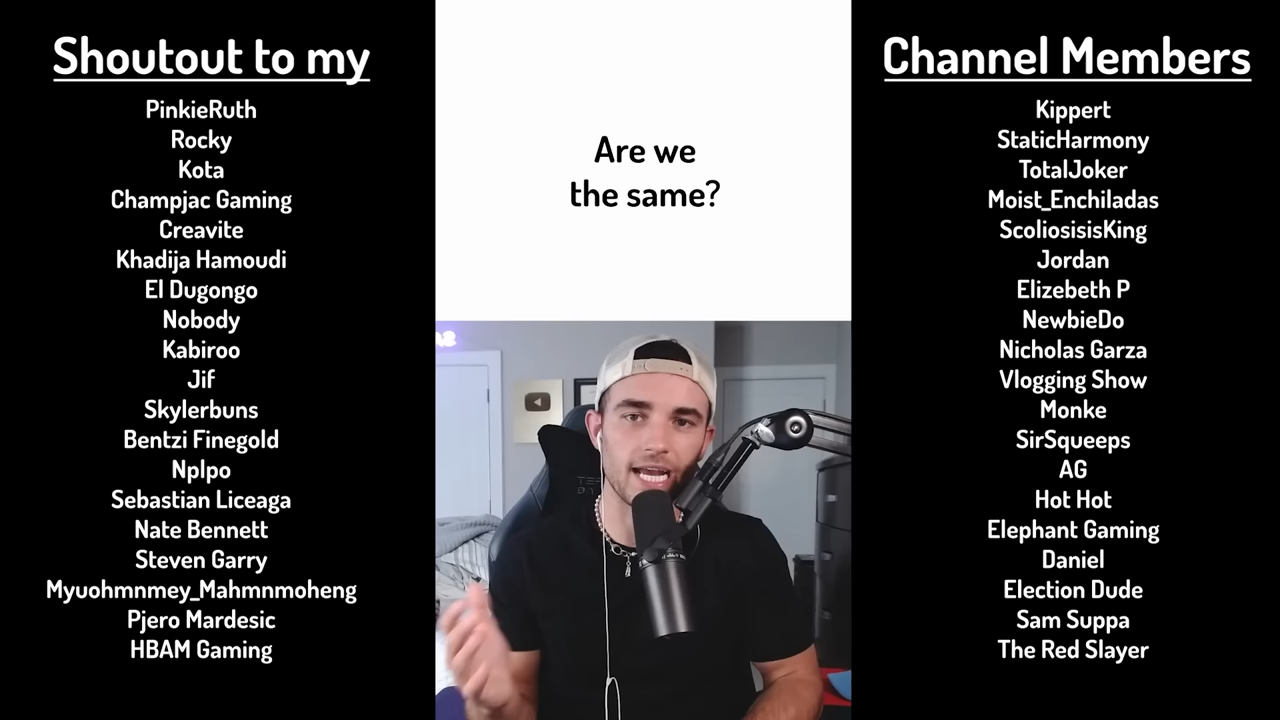 Shoutout to my
PinkieRuth
Rocky
Kota
Champjac Gaming
Creavite
Khadija Hamoudi
El Dugongo
Nobody
Kabiroo
Jif
Skylerbuns
Bentzi Finegold
Nplpo
Sebastian Liceaga
Nate Bennett
Steven Garry
Myuohmnmey_Mahmnmoheng
Pjero Mardesic
HBAM Gaming
Are we
the same?
Channel Members
Kippert
StaticHarmony
TotalJoker
Moist_Enchiladas
ScoliosisisKing
Jordan
Elizebeth P
NewbieDo
Nicholas Garza
Vlogging Show
Monke
SirSqueeps
AG
Hot Hot
Elephant Gaming
Daniel
Election Dude
Sam Suppa
The Red Slayer